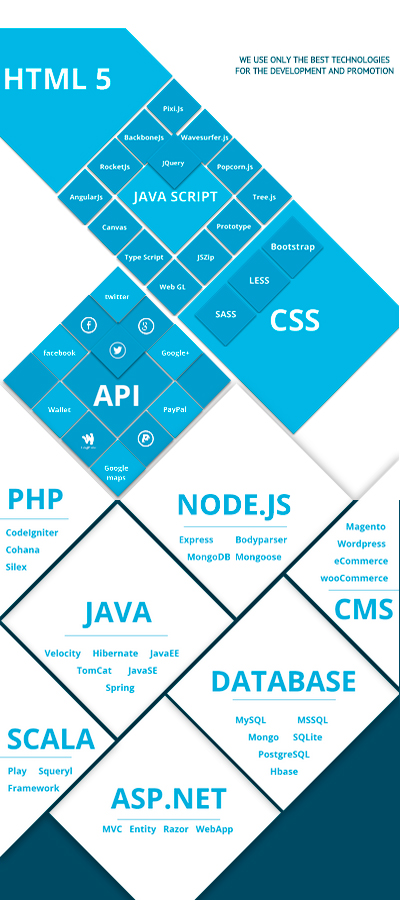 WE USE ONLY THE BEST TECHNOLOGIES
FOR THE DEVELOPMENT AND PROMOTION
HTML 5
Pixi.Js
BackboneJs
Wavesurfer.js
JQuery
RocketJs
Popcorn.js
AngularJs
JAVA SCRIPT
Tree.js
Canvas
Prototype
Type Script
JSZip
Web GL
Bootstrap
LESS
SASS
CSS
twitter
facebook
Google+
API
Wallet
PayPal
Google
maps
PHP
CodeIgniter
Cohana
Silex
NODE.JS
Express Bodyparser
MongoDB Mongoose
Magento
Wordpress
eCommerce
wooCommerce
CMS
JAVA
Velocity Hibernate JavaEE
TomCat JavaSE
Spring
DATABASE
MySQL MSSQL
Mongo SQLite
PostgreSQL
Hbase
SCALA
Play Squeryl
Framework
ASP.NET
MVC Entity Razor WebApp